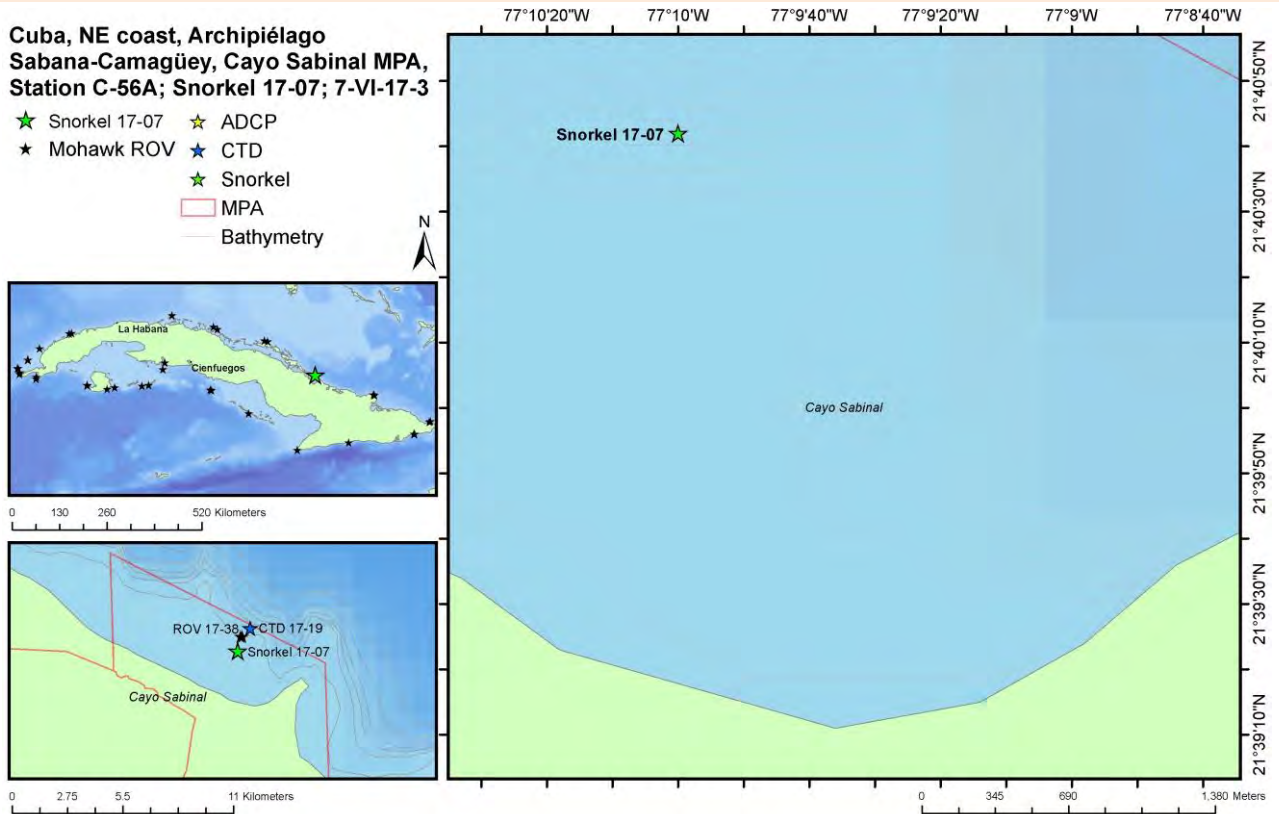 Cuba, NE coast, Archipiélago
Sabana-Camagüey, Cayo Sabinal MPA,
Station C-56A; Snorkel 17-07; 7-VI-17-3
Snorkel 17-07
Mohawk ROV
ADCP
CTD
Snorkel
MPA
Bathymetry
N
La Habana
Cienfuegos
0 130 260 520 Kilometers
ROV 17-38
CTD 17-19
Snorkel 17-07
Cayo Sabinal
0 2.75 5.5 11 Kilometers
77°10'20"W 77°10'W 77°9'40"W 77°9'20"W 77°9'W 77°8'40"W
Snorkel 17-07
Cayo Sabinal
21°40'50"N
21°40'30"N
21°40'10"N
21°39'50"N
21°39'30"N
21°39'10"N
0 345 690 1,380 Meters